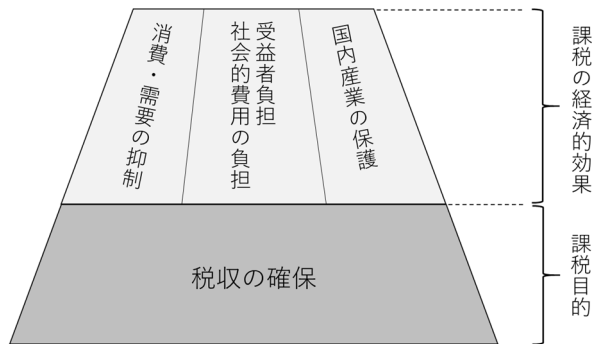 消費・需要の抑制
受益者負担
社会的費用の負担
国内産業の保護
課税の経済的効果
税収の確保
課税目的